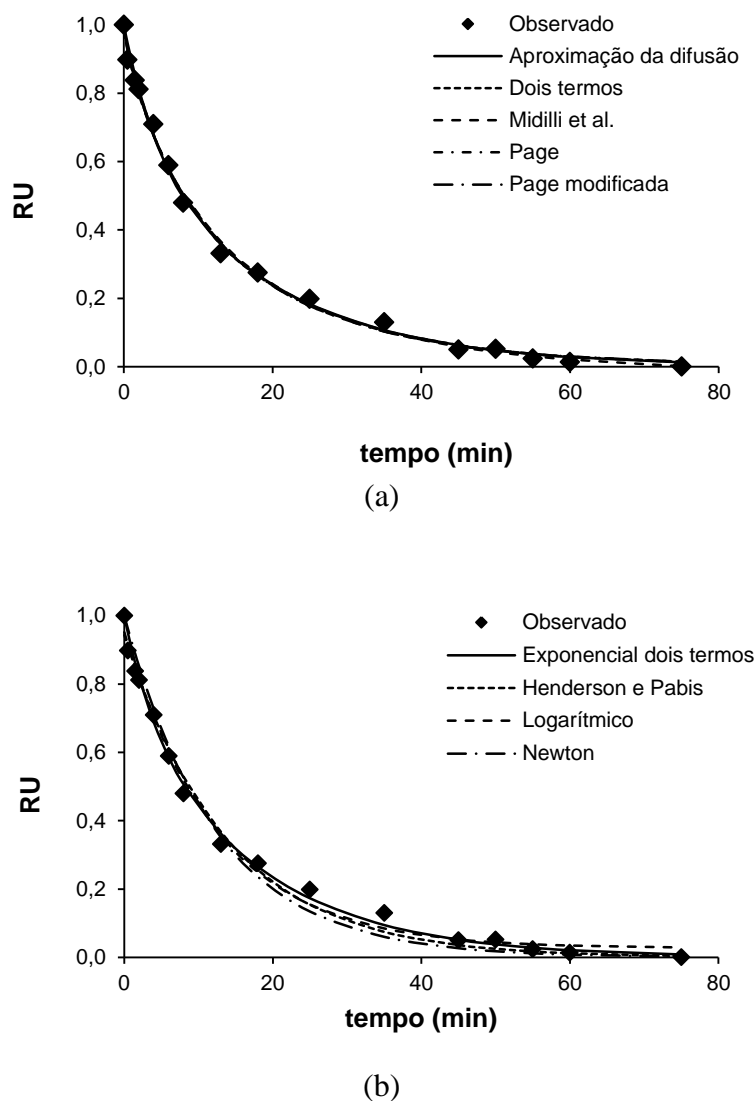 Observado
Aproximação da difusão
Dois termos
Midilli et al.
Page
Page modificada
RU
1,0
0,8
0,6
0,4
0,2
0,0
0
20
40
60
80
tempo (min)
(a)
Observado
Exponencial dois termos
Henderson e Pabis
Logarítmico
Newton
RU
1,0
0,8
0,6
0,4
0,2
0,0
0
20
40
60
80
tempo (min)
(b)